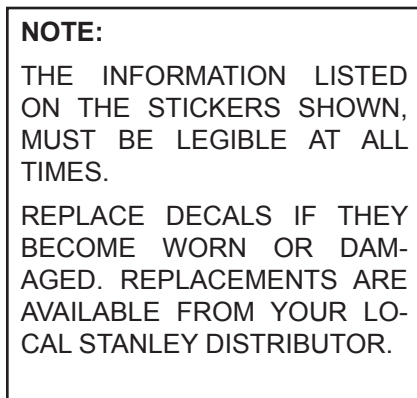 NOTE:
THE INFORMATION LISTED
ON THE STICKERS SHOWN,
MUST BE LEGIBLE AT ALL
TIMES.
REPLACE DECALS IF THEY
BECOME WORN OR DAM-
AGED. REPLACEMENTS ARE
AVAILABLE FROM YOUR LO-
CAL STANLEY DISTRIBUTOR.